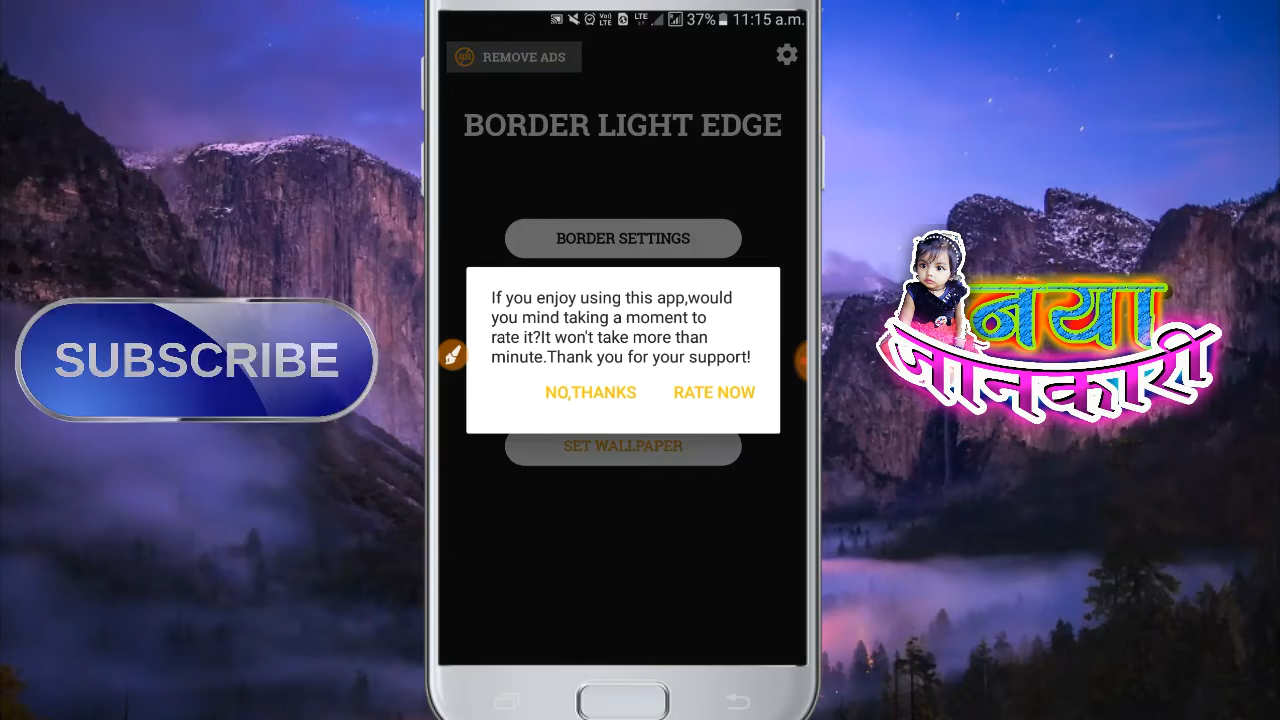 37% 11:15 a.m.
REMOVE ADS
BORDER LIGHT EDGE
BORDER SETTINGS
If you enjoy using this app,would
you mind taking a moment to
rate it?It won't take more than
minute.Thank you for your support!
NO,THANKS RATE NOW
SET WALLPAPER
SUBSCRIBE
नया
जानकारी